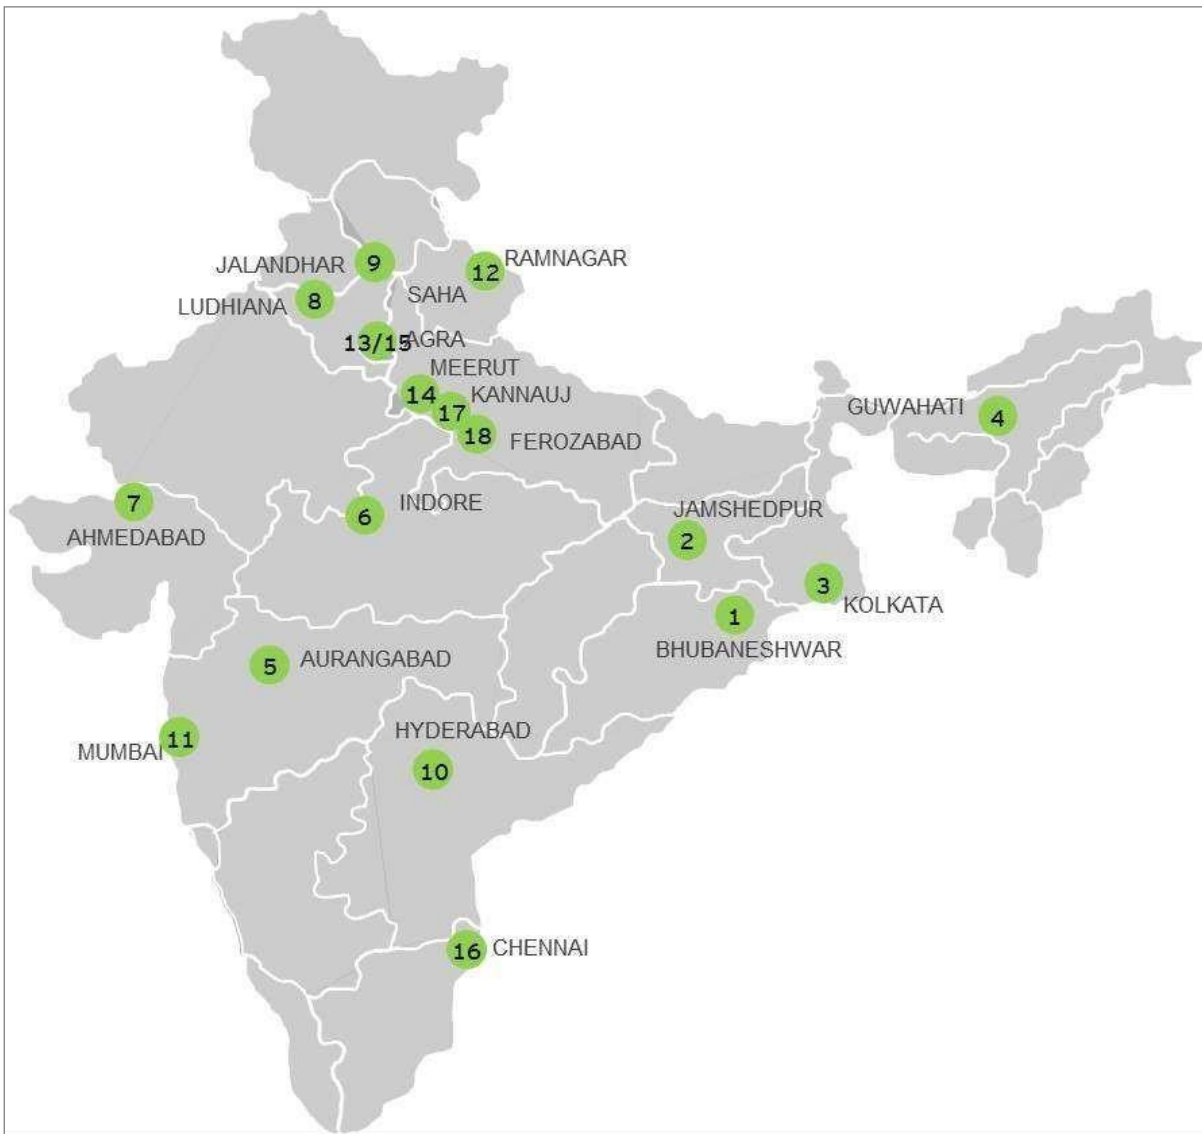 RAMNAGAR
12
JALANDHAR
9
SAHA
LUDHIANA
8
13/15
AGRA
MEERUT
14
KANNAUJ
17
18
FEROZABAD
GUWAHATI
4
7
AHMEDABAD
INDORE
6
JAMSHEDPUR
2
3
KOLKATA
1
BHUBANESHWAR
5
AURANGABAD
HYDERABAD
10
11
MUMBAI
16
CHENNAI